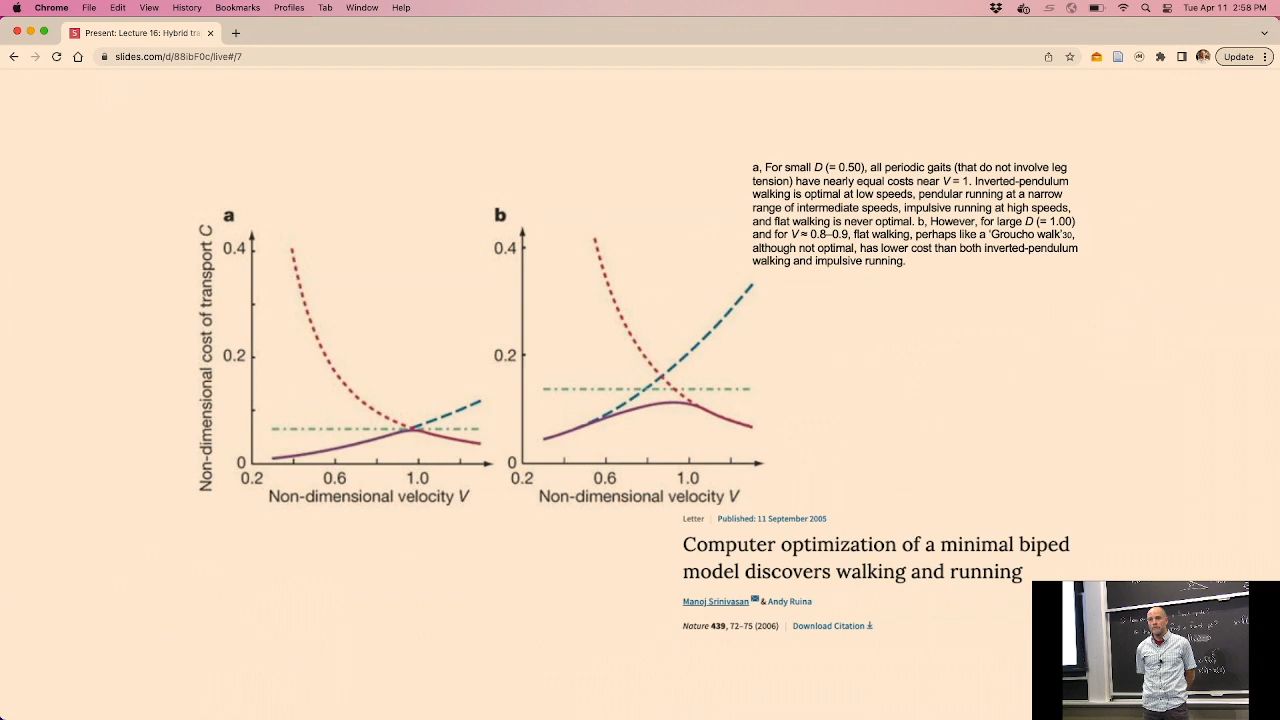 Chrome File Edit View History Bookmarks Profiles Tab Window Help Tue Apr 11 2:58 PM
Present: Lecture 16: Hybrid tra
slides.com/d/88ibF0c/live#/7
Update
a, For small D (= 0.50), all periodic gaits (that do not involve leg
tension) have nearly equal costs near V = 1. Inverted-pendulum
walking is optimal at low speeds, pendular running at a narrow
range of intermediate speeds, impulsive running at high speeds,
and flat walking is never optimal. b, However, for large D (= 1.00)
and for V ≈ 0.8–0.9, flat walking, perhaps like a 'Groucho walk'30,
although not optimal, has lower cost than both inverted-pendulum
walking and impulsive running.
a
Non-dimensional cost of transport C
0.4
0.2
0
0.2 0.6 1.0
Non-dimensional velocity V
b
0.4
0.2
0
0.2 0.6 1.0
Non-dimensional velocity V
Letter | Published: 11 September 2005
Computer optimization of a minimal biped
model discovers walking and running
Manoj Srinivasan & Andy Ruina
Nature 439, 72–75 (2006) | Download Citation